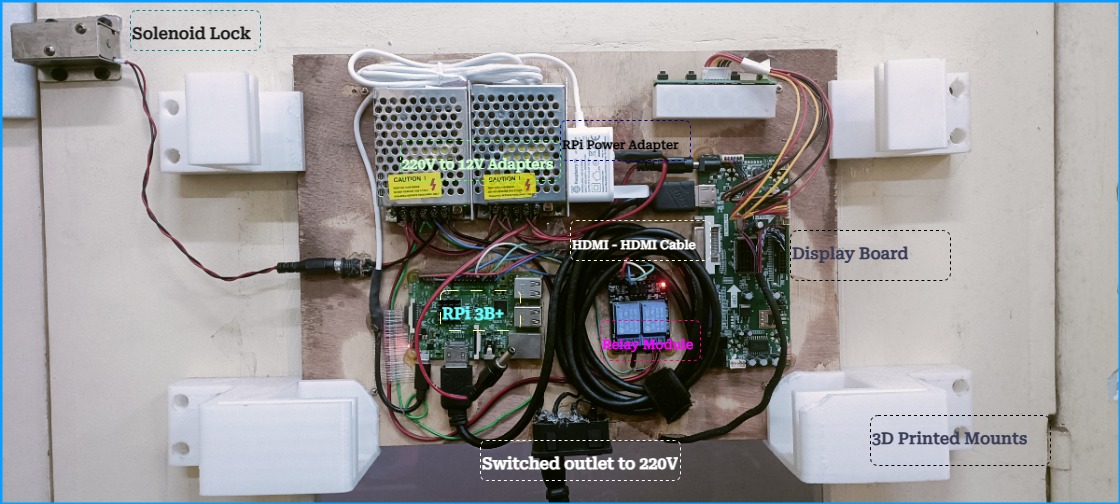 Solenoid Lock
RPi Power Adapter
220V to 12V Adapters
CAUTION !
CAUTION !
HDMI - HDMI Cable
Display Board
RPi 3B+
Relay Module
3D Printed Mounts
Switched outlet to 220V